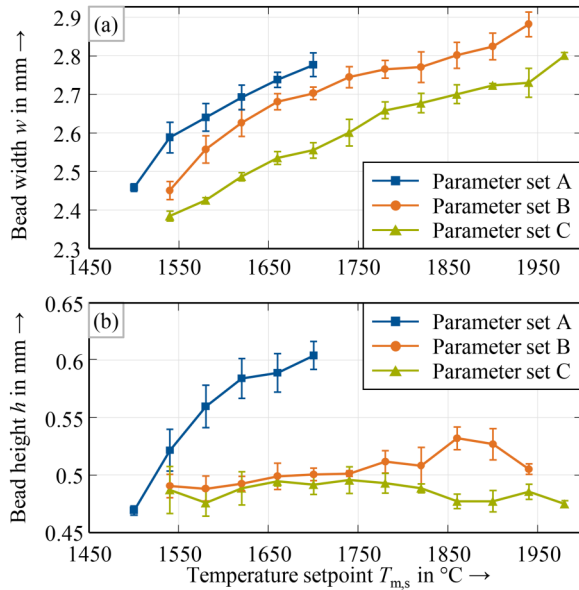 (a)
Bead width w in mm →
2.9
2.8
2.7
2.6
2.5
2.4
2.3
1450 1550 1650 1750 1850 1950
Parameter set A
Parameter set B
Parameter set C
(b)
Bead height h in mm →
0.65
0.6
0.55
0.5
0.45
1450 1550 1650 1750 1850 1950
Parameter set A
Parameter set B
Parameter set C
Temperature setpoint Tm,s in °C →